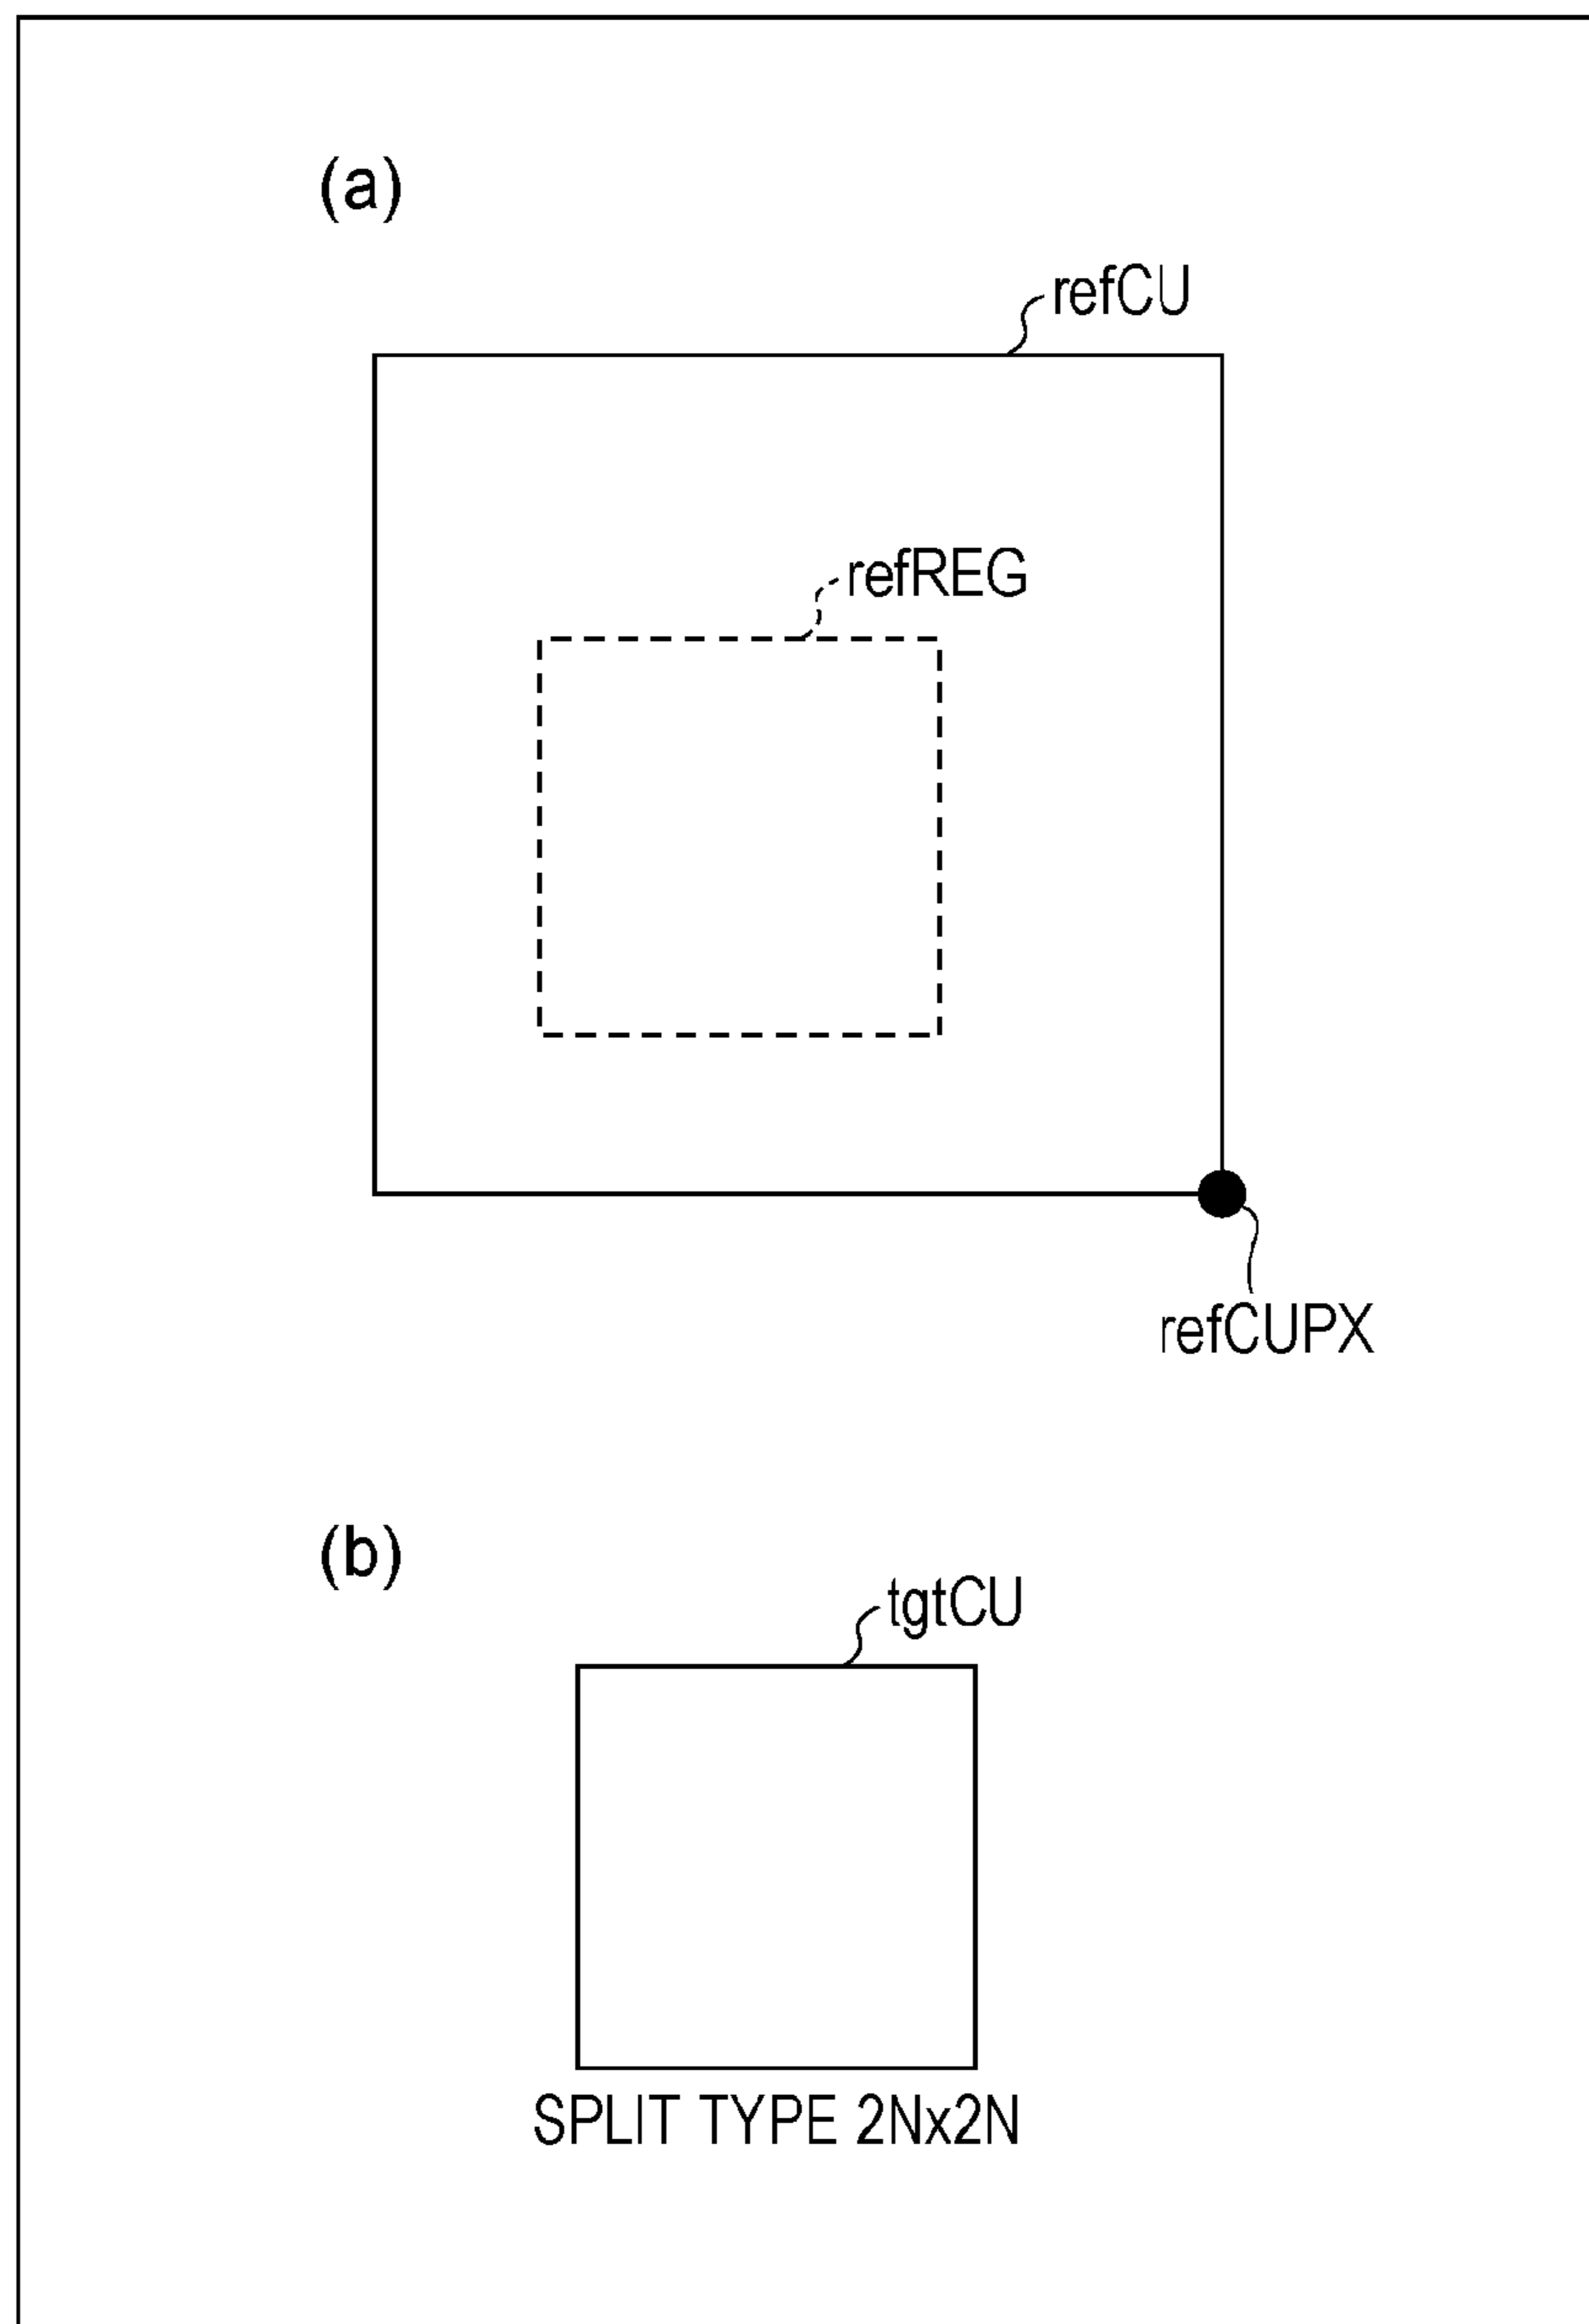 (a)
refCU
refREG
refCUPX
(b)
tgtCU
SPLIT TYPE 2Nx2N